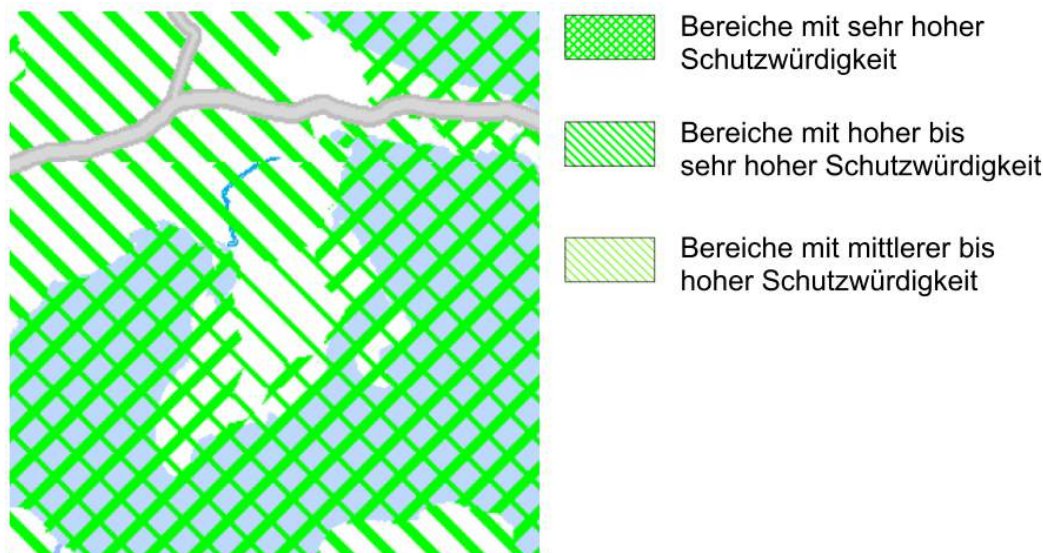 Bereiche mit sehr hoher
Schutzwürdigkeit
Bereiche mit hoher bis
sehr hoher Schutzwürdigkeit
Bereiche mit mittlerer bis
hoher Schutzwürdigkeit